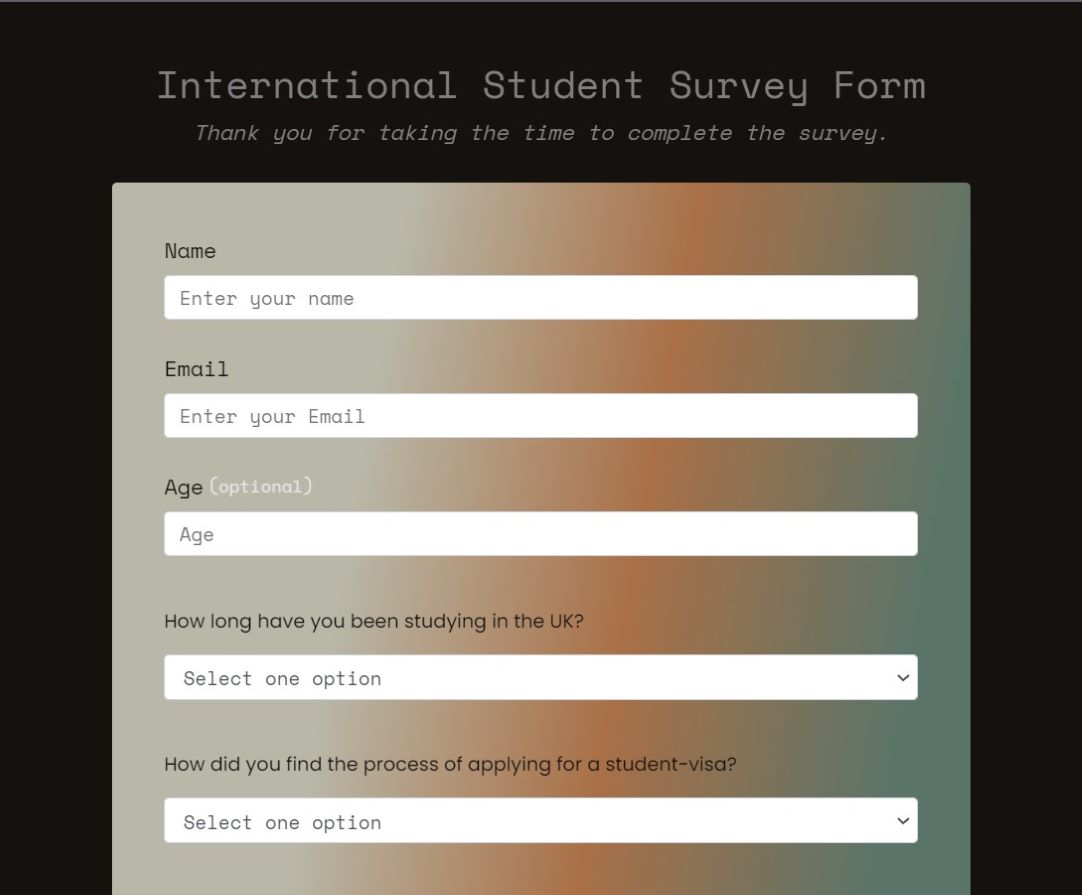 International Student Survey Form
Thank you for taking the time to complete the survey.
Name
Enter your name
Email
Enter your Email
Age (optional)
Age
How long have you been studying in the UK?
Select one option
How did you find the process of applying for a student-visa?
Select one option